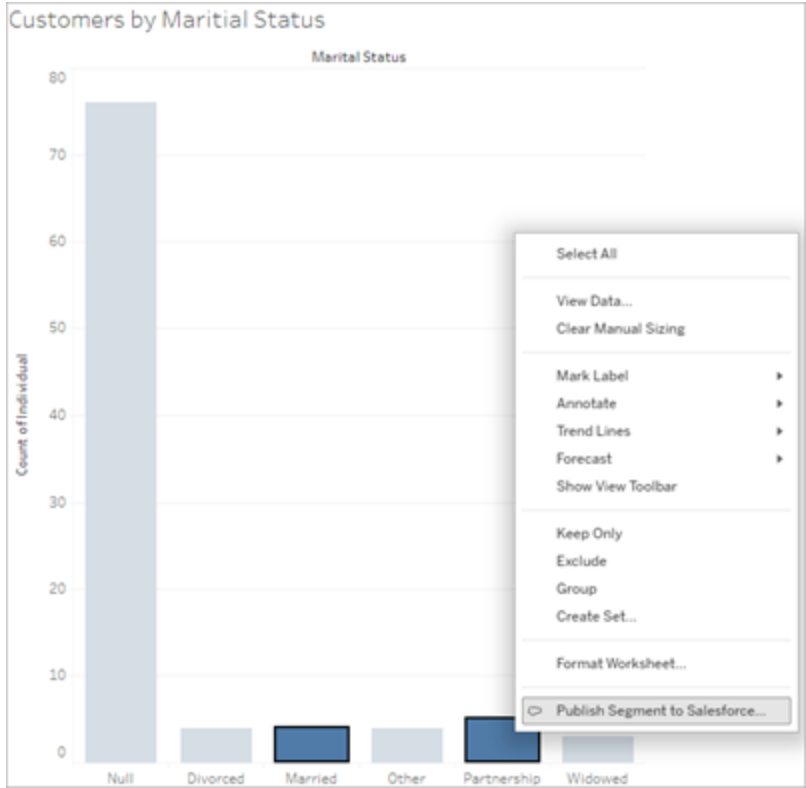 Customers by Maritial Status
Marital Status
80
70
60
50
40
30
20
10
0
Count of Individual
Null
Divorced
Married
Other
Partnership
Widowed
Select All
View Data...
Clear Manual Sizing
Mark Label
Annotate
Trend Lines
Forecast
Show View Toolbar
Keep Only
Exclude
Group
Create Set...
Format Worksheet...
Publish Segment to Salesforce...